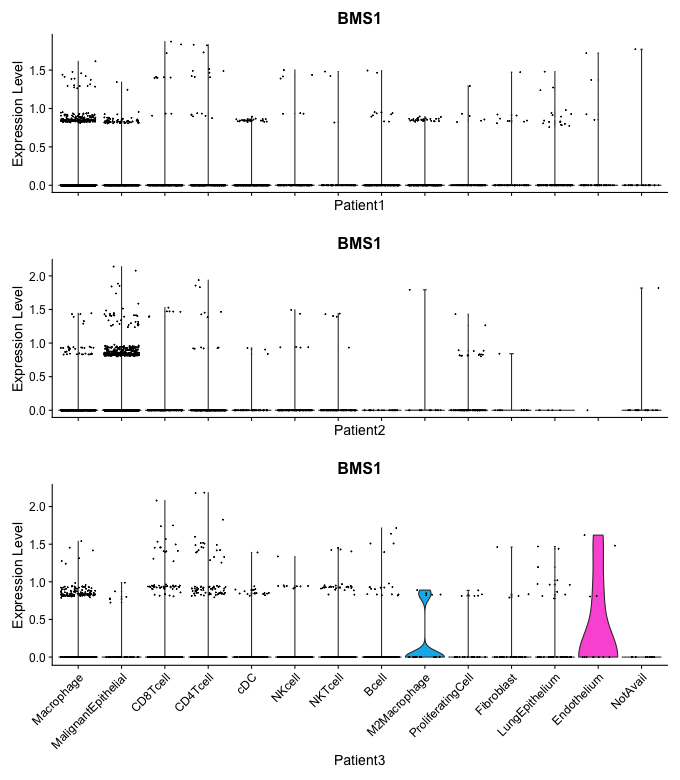 BMS1
Expression Level
1.5
1.0
0.5
0.0
Patient1
BMS1
Expression Level
2.0
1.5
1.0
0.5
0.0
Patient2
BMS1
Expression Level
2.0
1.5
1.0
0.5
0.0
Macrophage
MalignantEpithelial
CD8Tcell
CD4Tcell
cDC
NKcell
NKTcell
Bcell
M2Macrophage
ProliferatingCell
Fibroblast
LungEpithelium
Endothelium
NotAvail
Patient3